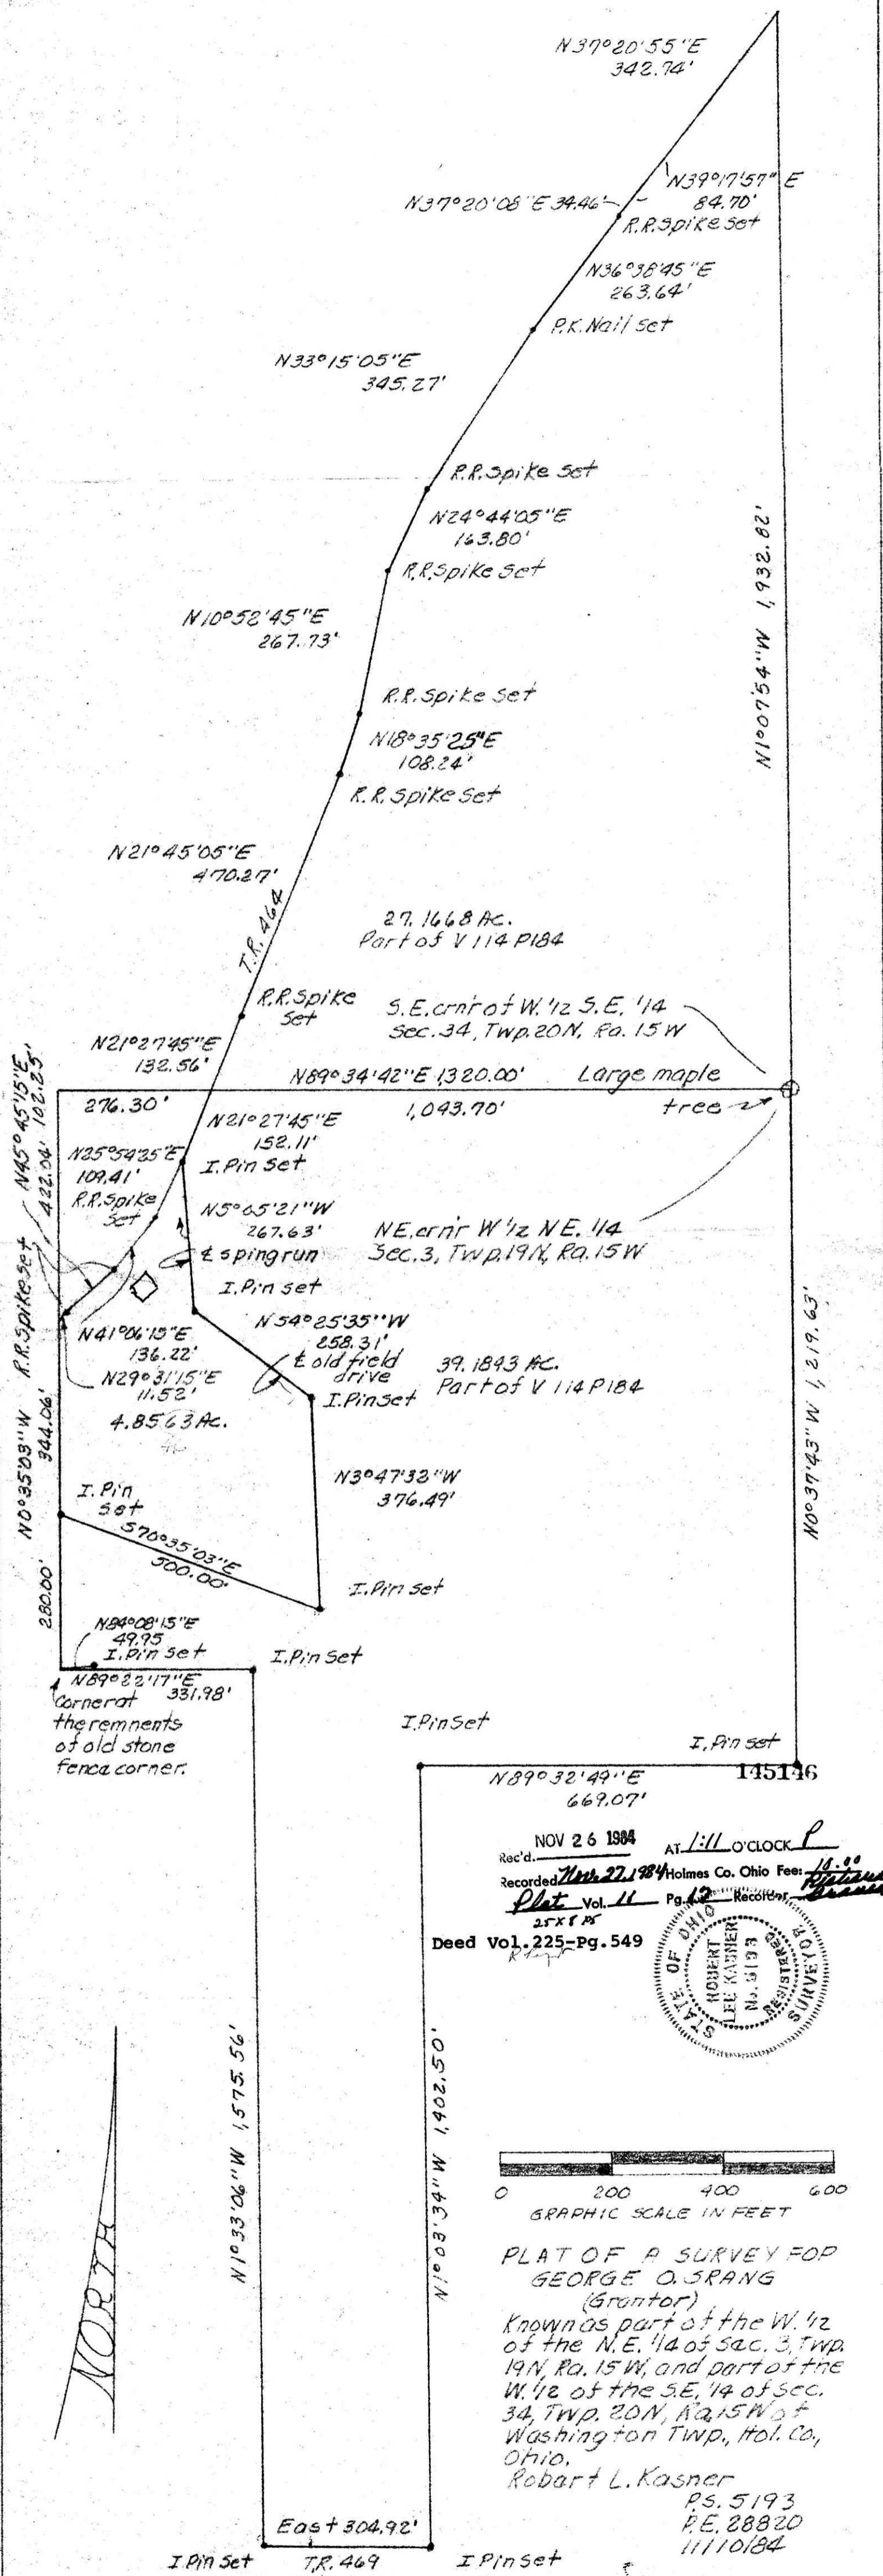 N37°20'55"E
342.74'
N39°17'57"E
84.70'
N37°20'08"E 34.46'
R.R.Spike set
N36°38'45"E
263.64'
P.K.Nail set
N33°15'05"E
345.27'
R.R.Spike Set
N24°44'05"E
163.80'
R.R.Spike Set
N10°52'45"E
267.73'
R.R.Spike Set
N18°35'25"E
108.24'
R.R.Spike Set
N21°45'05"E
470.27'
T.R. 464
N1°07'54"W 1,932.82'
27.1668 Ac.
Part of V 114 P184
R.R.Spike
Set
S.E.crn'r of W.1/2 S.E.1/4
Sec.34, Twp.20N, Ra.15W
N21°27'45"E
132.56'
N89°34'42"E 1,320.00'
Large maple
tree
276.30'
1,043.70'
N21°27'45"E
152.11'
I.Pin Set
N45°45'15"E
102.25'
422.04'
N25°54'35"E
109.41'
R.R.Spike
Set
R.R.Spike set
N5°05'21"W
267.63'
℄ sping run
I.Pin set
NE.crn'r W 1/2 NE.1/4
Sec.3, Twp.19N, Ra.15W
N41°06'15"E
136.22'
N29°31'15"E
11.52'
4.8563 Ac.
N54°25'35"W
258.31'
℄ old field
drive
I.Pin Set
39.1843 Ac.
Part of V 114 P184
N0°35'03"W
344.06'
N0°37'43"W 1,219.63'
N3°47'32"W
376.49'
I.Pin
set
S70°35'03"E
500.00'
I.Pin set
280.00'
N84°08'15"E
49.95
I.Pin set
I.Pin Set
N89°22'17"E
331.98'
Corner at
the remnents
of old stone
fence corner.
I.Pin Set
I.Pin set
N89°32'49"E
669.07'
145146
Rec'd. NOV 26 1984 AT 1:11 O'CLOCK P
Recorded Nov. 27, 1984 Holmes Co. Ohio Fee: 10.00
Plat Vol. 11 Pg. 12 Recorder
Deed Vol.225-Pg.549
STATE OF OHIO
ROBERT
LEE KASNER
No. 5193
REGISTERED
SURVEYOR
N1°33'06"W 1,575.56'
N1°03'34"W 1,402.50'
NORTH
0 200 400 600
GRAPHIC SCALE IN FEET
PLAT OF A SURVEY FOR
GEORGE O. SRANG
(Grantor)
Known as part of the W.1/2
of the N.E.1/4 of Sec. 3, Twp.
19N, Ra. 15W, and part of the
W.1/2 of the S.E.1/4 of Sec.
34, Twp. 20N, Ra15W of
Washington Twp., Hol. Co.,
Ohio.
Robert L. Kasner
P.S. 5193
P.E. 28820
11/10/84
East 304.92'
I.Pin Set
T.R. 469
I Pin Set